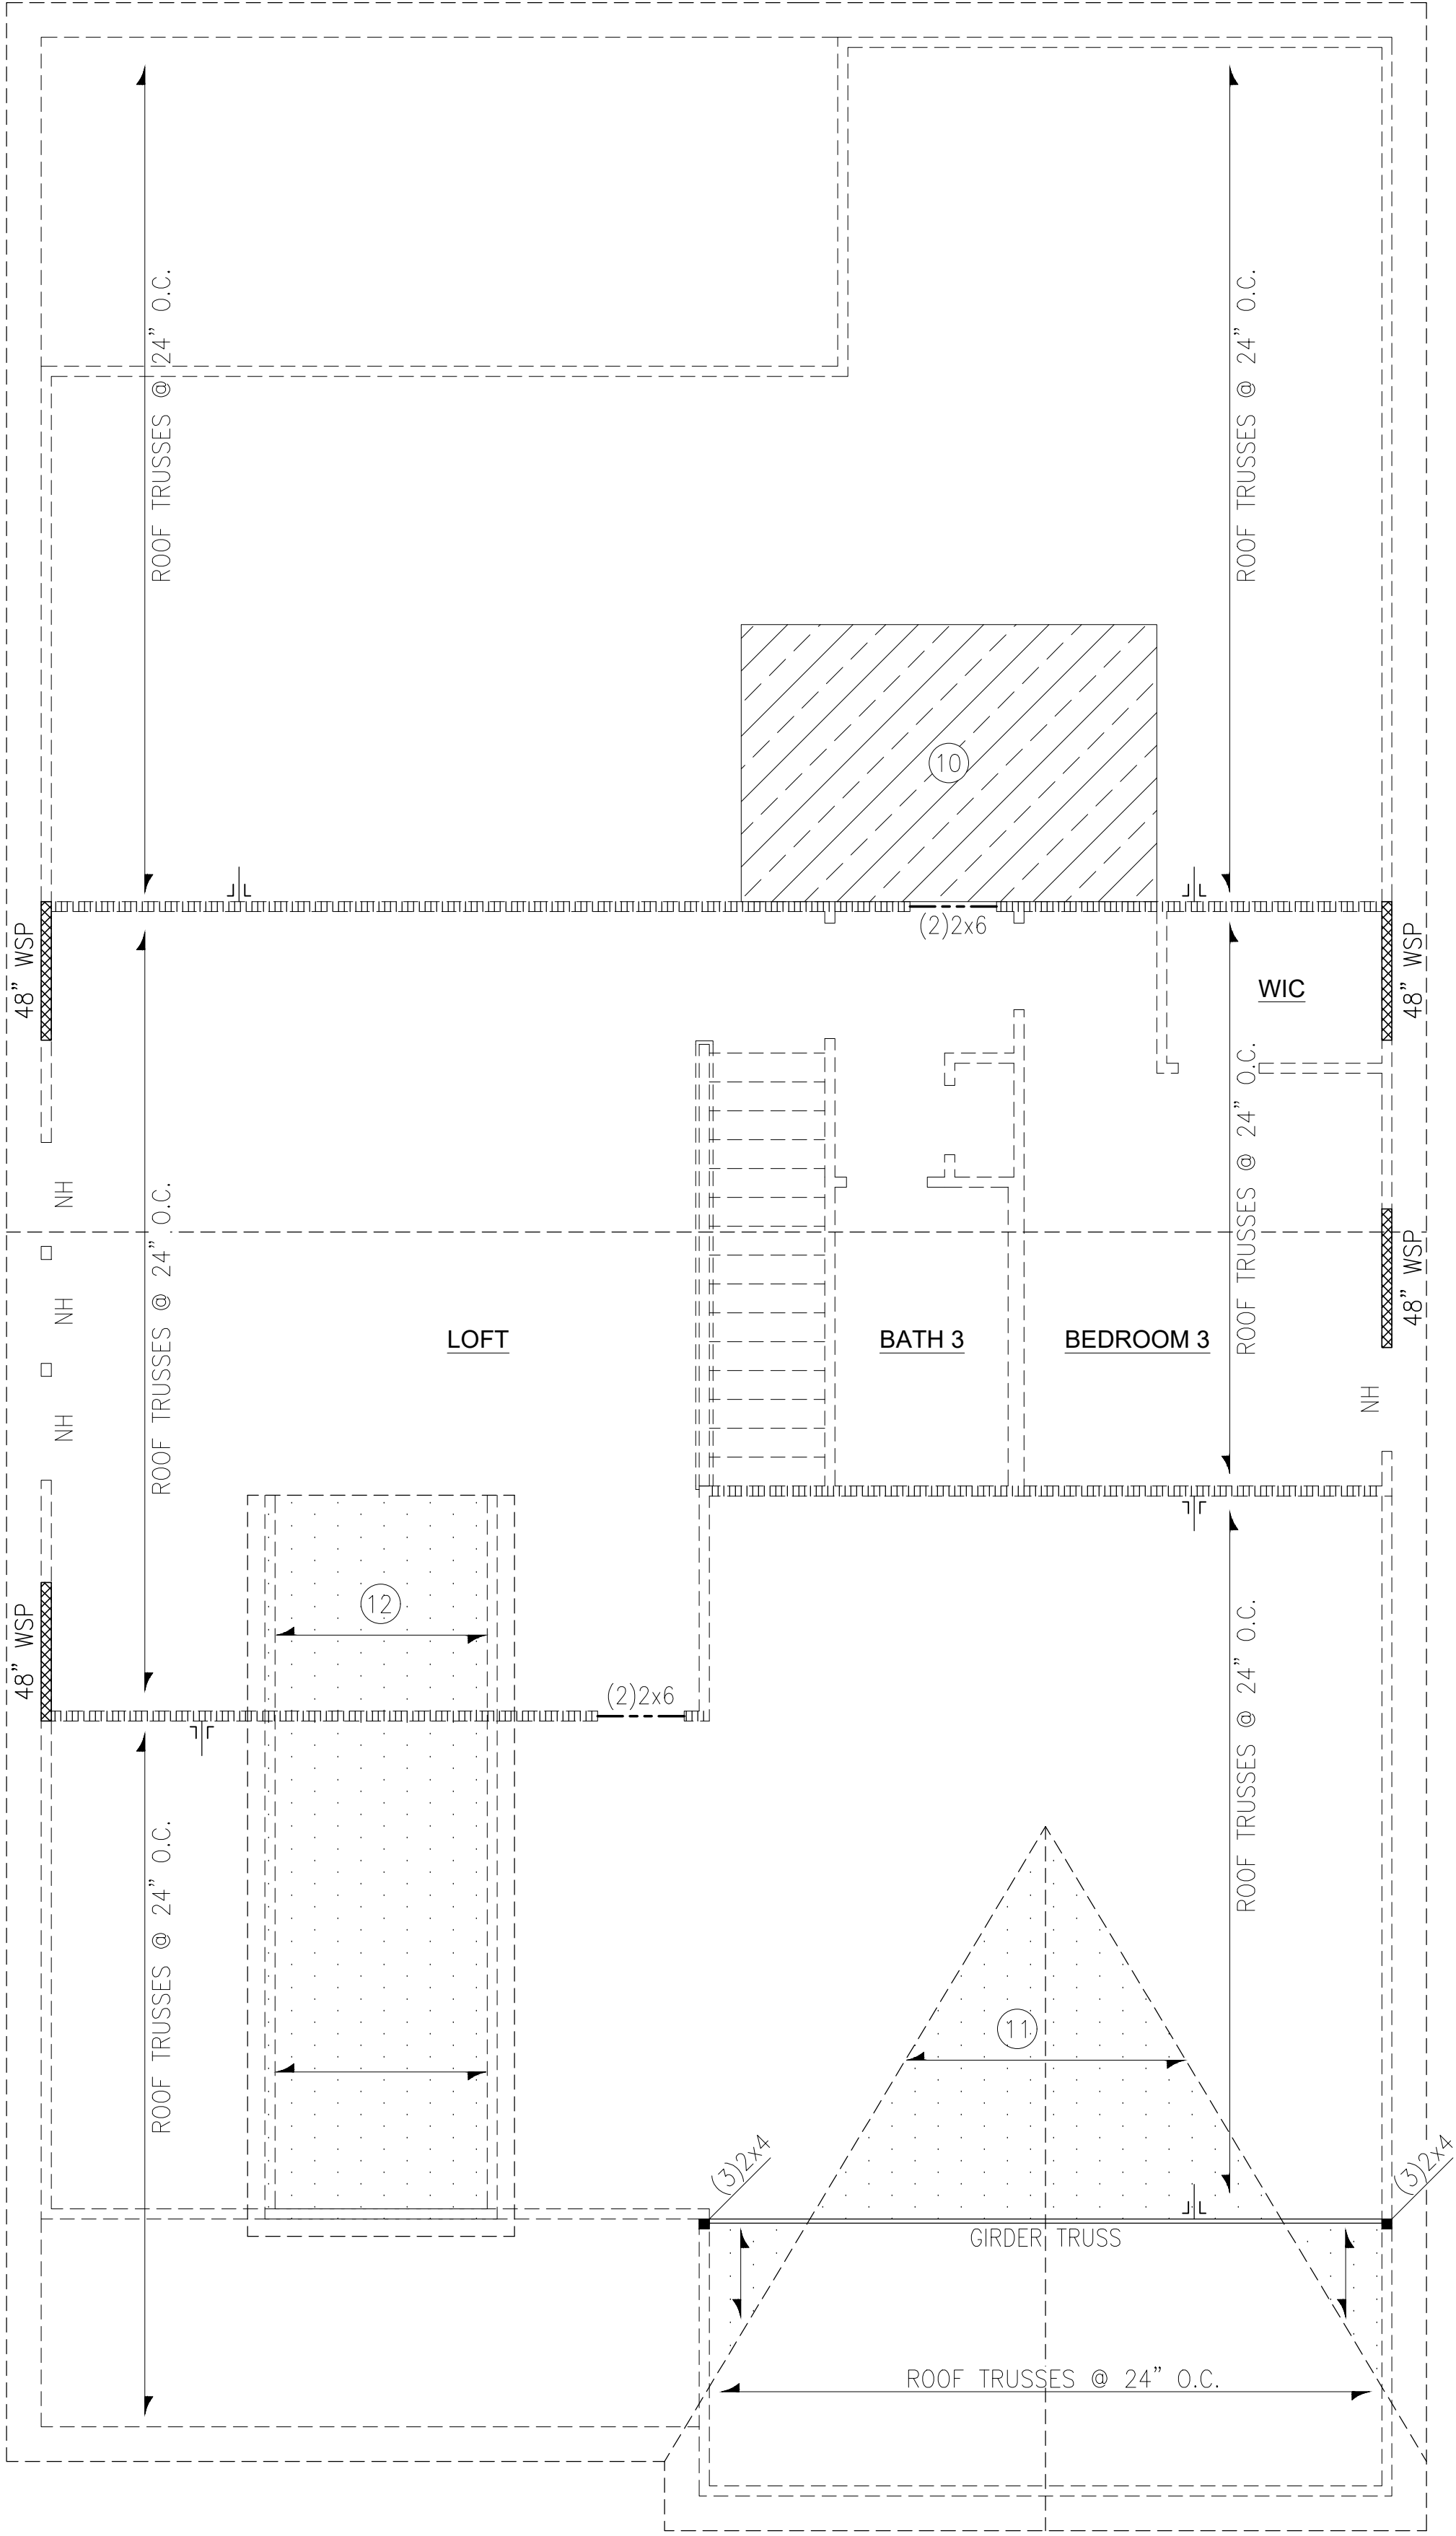 ROOF TRUSSES @ 24" O.C.
ROOF TRUSSES @ 24" O.C.
10
(2)2x6
48" WSP
48" WSP
WIC
ROOF TRUSSES @ 24" O.C.
ROOF TRUSSES @ 24" O.C.
NH
NH
NH
48" WSP
LOFT
BATH 3
BEDROOM 3
NH
12
48" WSP
(2)2x6
ROOF TRUSSES @ 24" O.C.
ROOF TRUSSES @ 24" O.C.
11
(3)2x4
(3)2x4
GIRDER TRUSS
ROOF TRUSSES @ 24" O.C.